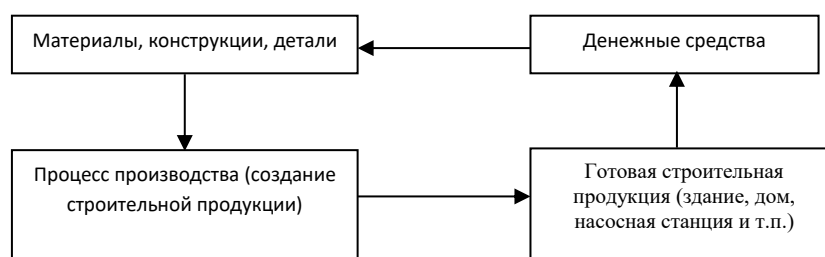 Материалы, конструкции, детали
Денежные средства
Процесс производства (создание
строительной продукции)
Готовая строительная
продукция (здание, дом,
насосная станция и т.п.)